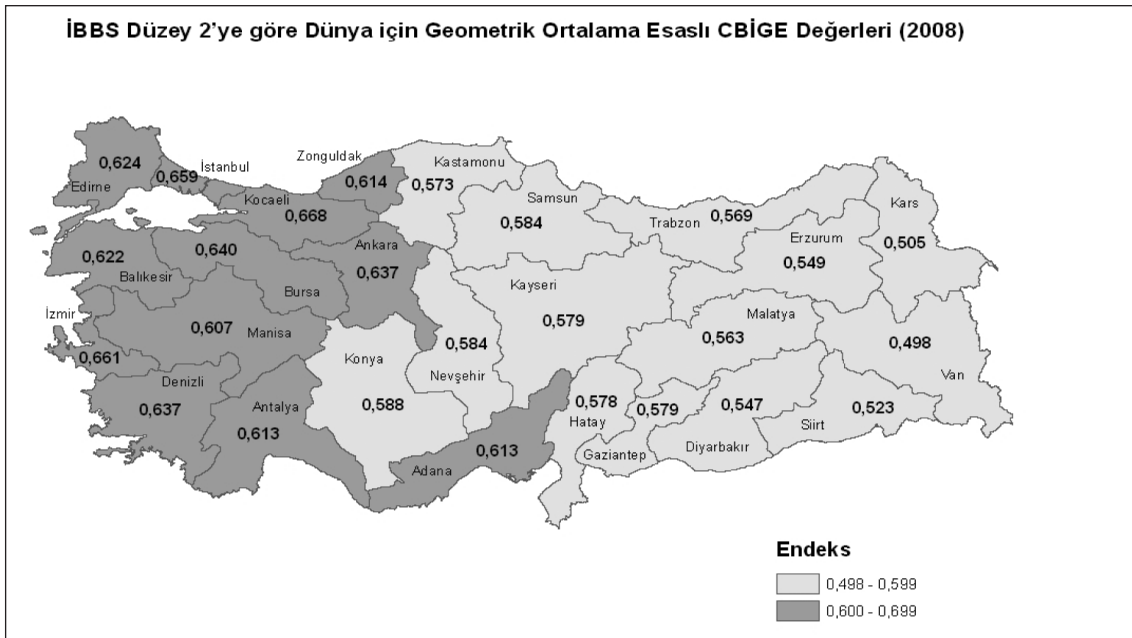 İBBS Düzey 2'ye göre Dünya için Geometrik Ortalama Esaslı CBİGE Değerleri (2008)
0,624
Edirne
0,659
İstanbul
Zonguldak
0,614
Kocaeli
0,668
Kastamonu
0,573
Samsun
0,584
Trabzon
0,569
Kars
0,505
Erzurum
0,549
0,622
Balıkesir
0,640
Bursa
Ankara
0,637
Kayseri
0,579
Malatya
0,563
0,498
Van
İzmir
0,661
0,607
Manisa
Konya
0,588
0,584
Nevşehir
Denizli
0,637
Antalya
0,613
Adana
0,613
0,578
Hatay
0,579
Gaziantep
0,547
Diyarbakır
0,523
Siirt
Endeks
0,498 - 0,599
0,600 - 0,699